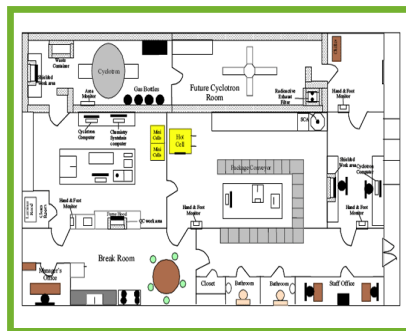 Waste
Container
Shielded
Work area
Cyclotron
Area
Monitor
Gas Bottles
Future Cyclotron
Room
Radioactive
Exhaust
Filter
Hand & Foot
Monitor
Cyclotron
Computer
Chemistry
Synthesis
computer
Mini
Cells
Mini
Cells
Hot
Cell
Package Conveyor
Shielded
Work
area
Cyclotron
Computer
Hand & Foot
Monitor
Fume Hood
QC work area
Hand & Foot
Monitor
Hand & Foot
Monitor
Manager's
Office
Break Room
Closet
Bathroom
Bathroom
Staff Office